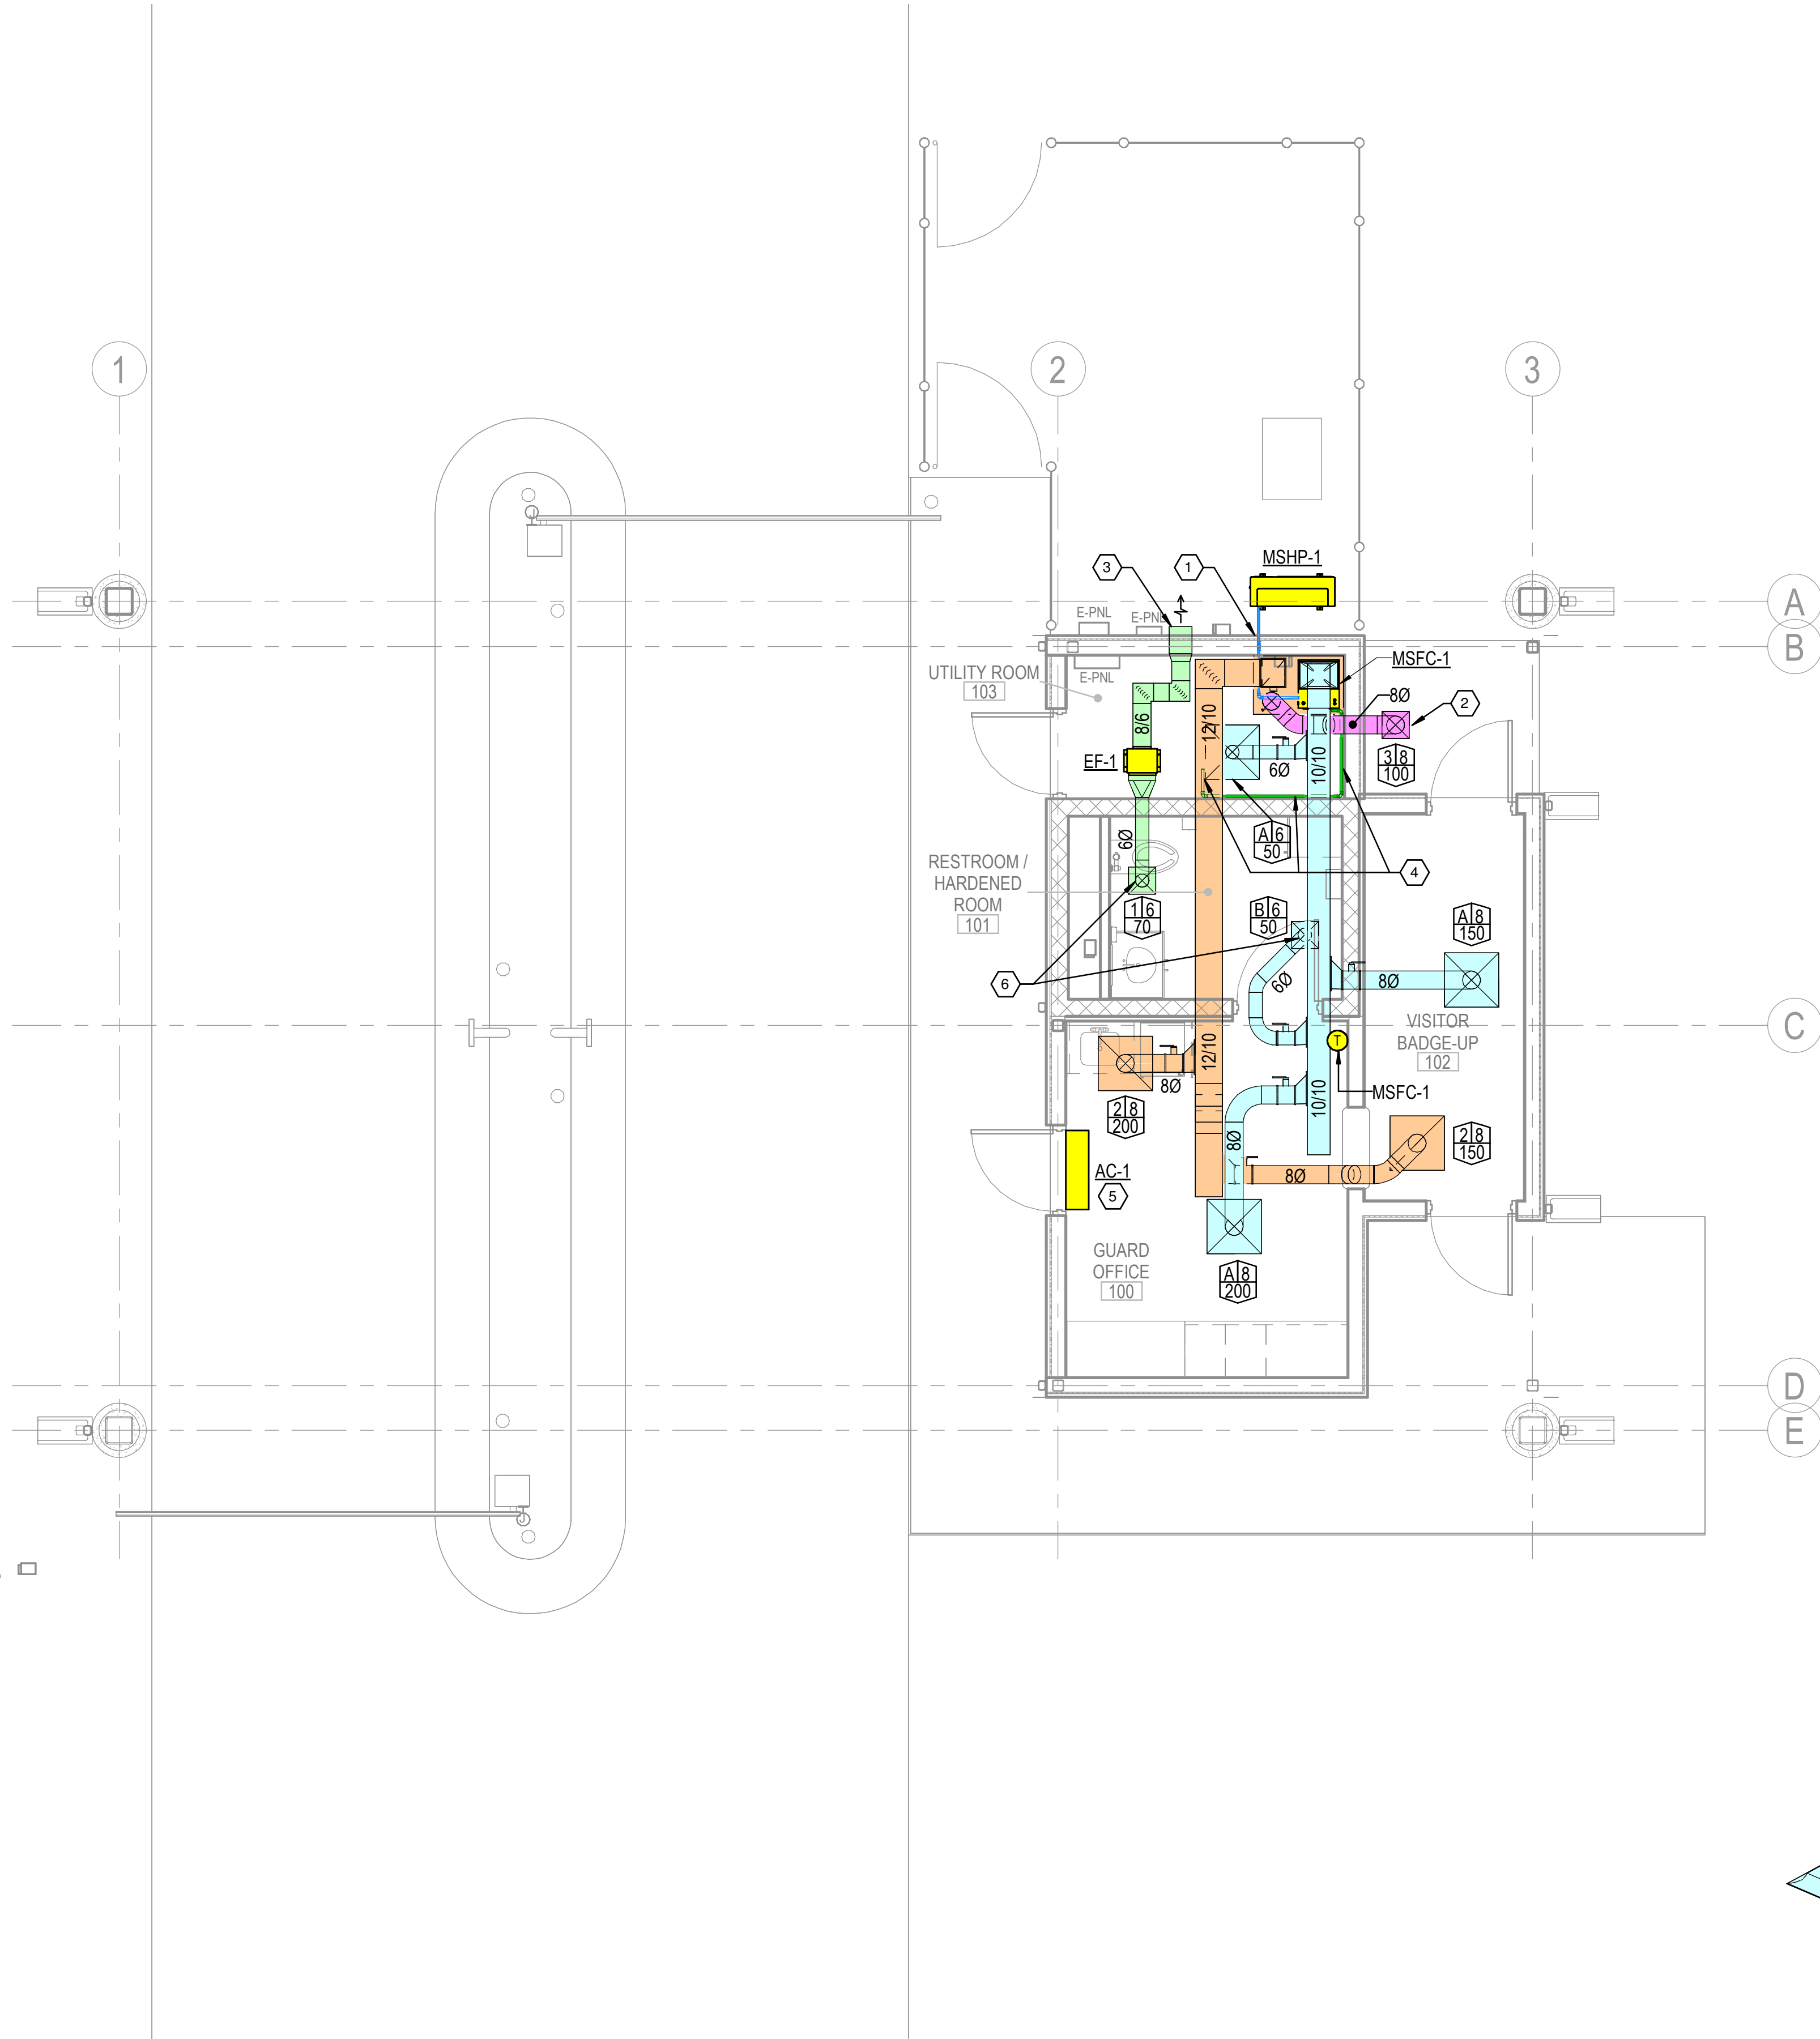 1
2
3
MSHP-1
3
1
A
E-PNL
E-PNL
B
MSFC-1
UTILITY ROOM
103
E-PNL
8Ø
2
8/6
12/10
10/10
EF-1
6Ø
3 8
100
6Ø
A 6
50
RESTROOM /
HARDENED
ROOM
101
4
1 6
70
B 6
50
A 8
150
6
6Ø
8Ø
VISITOR
BADGE-UP
102
C
T
12/10
8Ø
MSFC-1
10/10
2 8
200
8Ø
2 8
150
AC-1
5
8Ø
GUARD
OFFICE
100
A 8
200
D
E